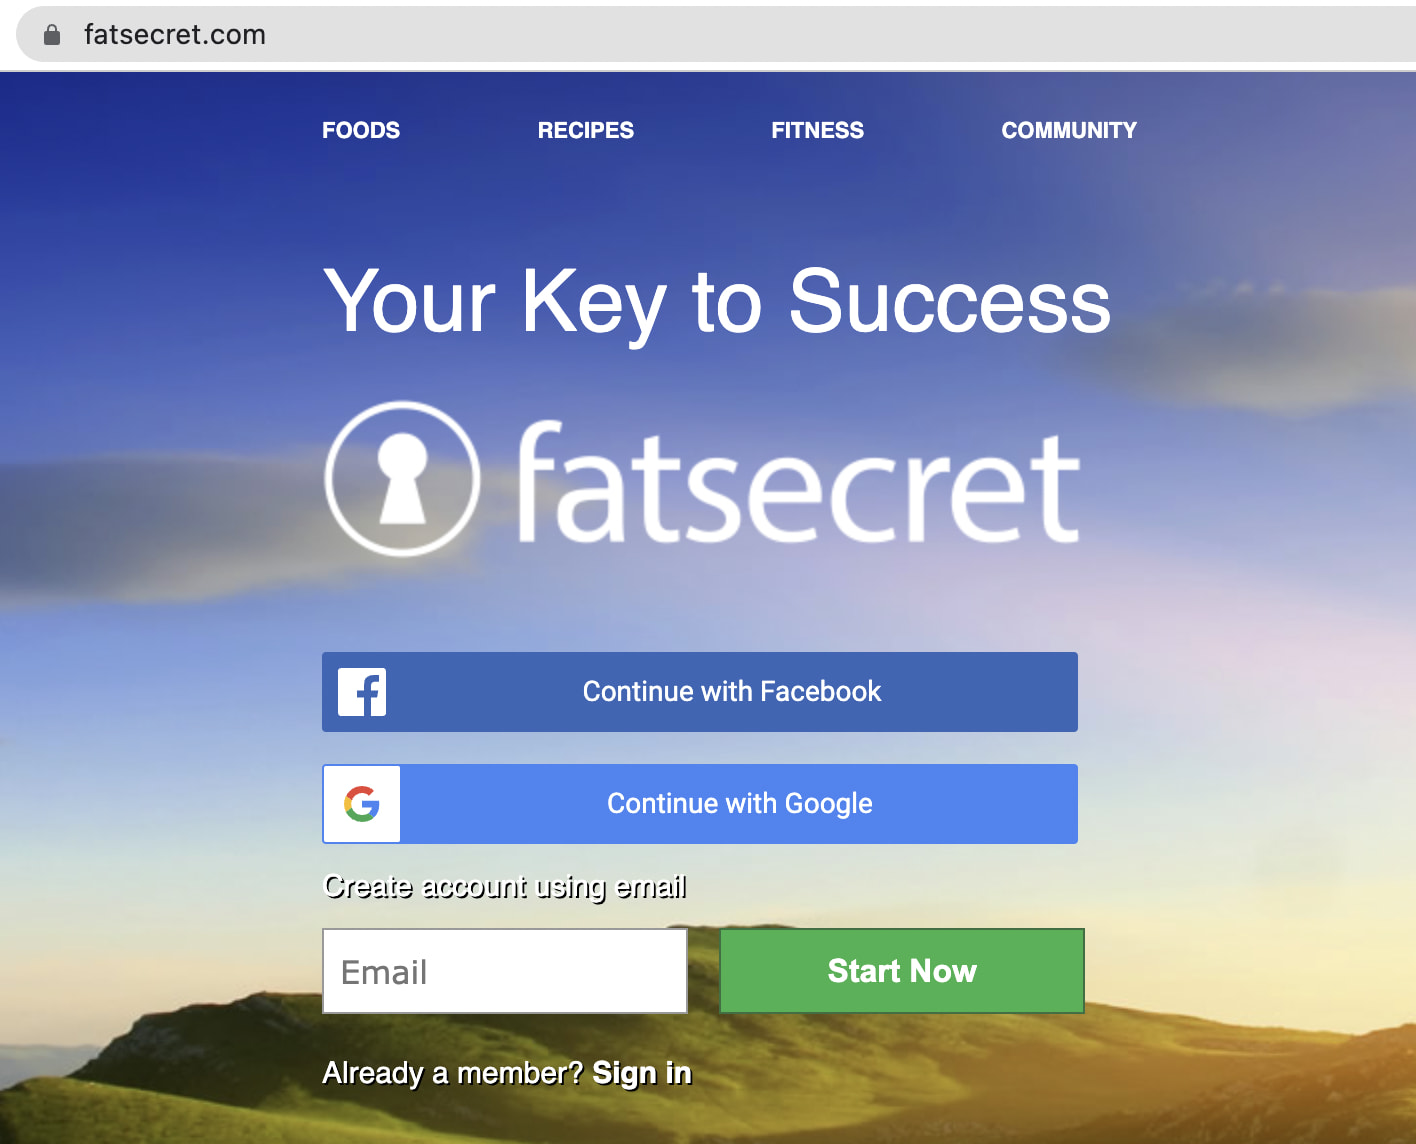 fatsecret.com
FOODS RECIPES FITNESS COMMUNITY
Your Key to Success
fatsecret
Continue with Facebook
Continue with Google
Create account using email
Email Start Now
Already a member? Sign in